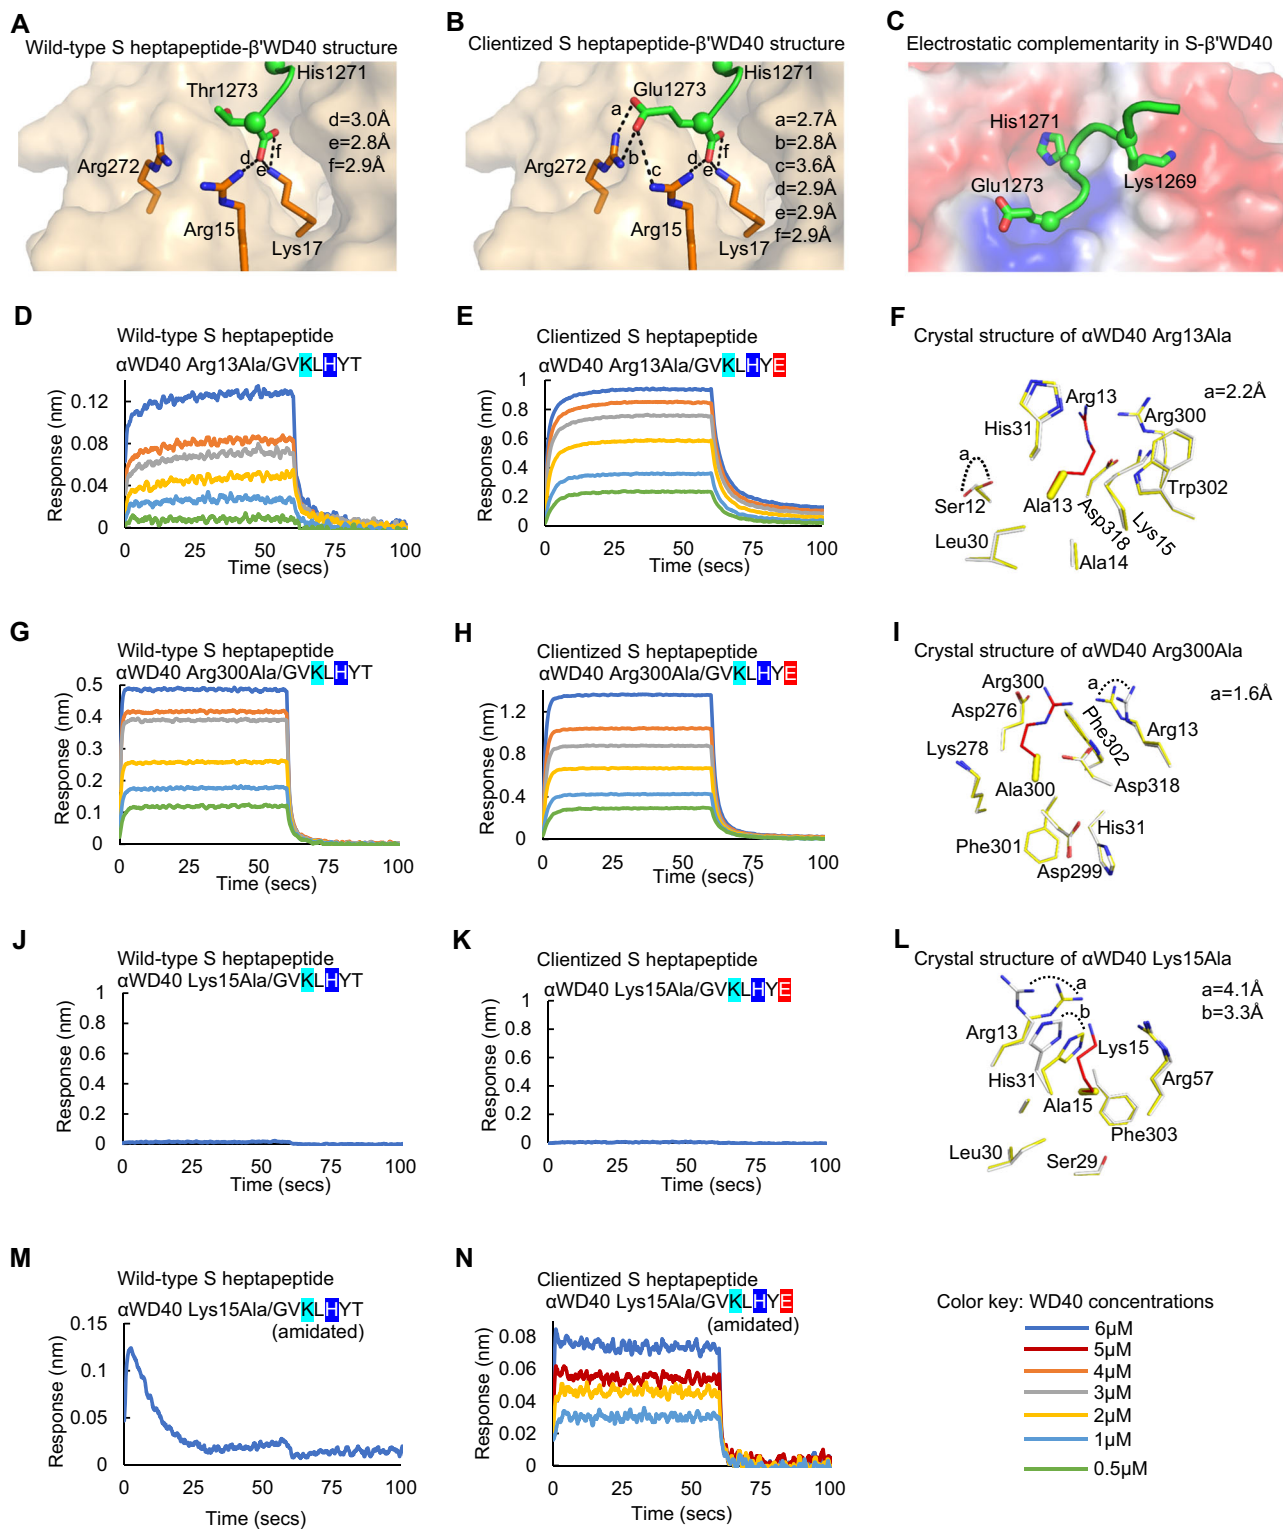 A
Wild-type S heptapeptide-β'WD40 structure
His1271
Thr1273
d=3.0Å
e=2.8Å
f=2.9Å
Arg272
d
f
e
Arg15
Lys17
B
Clientized S heptapeptide-β'WD40 structure
His1271
Glu1273
a
a=2.7Å
b=2.8Å
c=3.6Å
d=2.9Å
e=2.9Å
f=2.9Å
Arg272
b
c
d
f
e
Arg15
Lys17
C
Electrostatic complementarity in S-β'WD40
His1271
Glu1273
Lys1269
D
Wild-type S heptapeptide
αWD40 Arg13Ala/GVKLHYT
Response (nm)
0.12
0.08
0.04
0
0 25 50 75 100
Time (secs)
E
Clientized S heptapeptide
αWD40 Arg13Ala/GVKLHYE
Response (nm)
1
0.8
0.6
0.4
0.2
0
0 25 50 75 100
Time (secs)
F
Crystal structure of αWD40 Arg13Ala
a=2.2Å
Arg13
Arg300
His31
a
Ser12
Ala13
Asp318
Lys15
Trp302
Leu30
Ala14
G
Wild-type S heptapeptide
αWD40 Arg300Ala/GVKLHYT
Response (nm)
0.5
0.4
0.3
0.2
0.1
0
0 25 50 75 100
Time (secs)
H
Clientized S heptapeptide
αWD40 Arg300Ala/GVKLHYE
Response (nm)
1.2
0.8
0.4
0
0 25 50 75 100
Time (secs)
I
Crystal structure of αWD40 Arg300Ala
a=1.6Å
Arg300
a
Asp276
Phe302
Arg13
Lys278
Ala300
Asp318
Phe301
His31
Asp299
J
Wild-type S heptapeptide
αWD40 Lys15Ala/GVKLHYT
Response (nm)
1
0.8
0.6
0.4
0.2
0
0 25 50 75 100
Time (secs)
K
Clientized S heptapeptide
αWD40 Lys15Ala/GVKLHYE
Response (nm)
1
0.8
0.6
0.4
0.2
0
0 25 50 75 100
Time (secs)
L
Crystal structure of αWD40 Lys15Ala
a=4.1Å
b=3.3Å
a
b
Arg13
Lys15
His31
Arg57
Ala15
Phe303
Leu30
Ser29
M
Wild-type S heptapeptide
αWD40 Lys15Ala/GVKLHYT
(amidated)
Response (nm)
0.15
0.1
0.05
0
0 25 50 75 100
Time (secs)
N
Clientized S heptapeptide
αWD40 Lys15Ala/GVKLHYE
(amidated)
Response (nm)
0.08
0.06
0.04
0.02
0
0 25 50 75 100
Time (secs)
Color key: WD40 concentrations
6µM
5µM
4µM
3µM
2µM
1µM
0.5µM